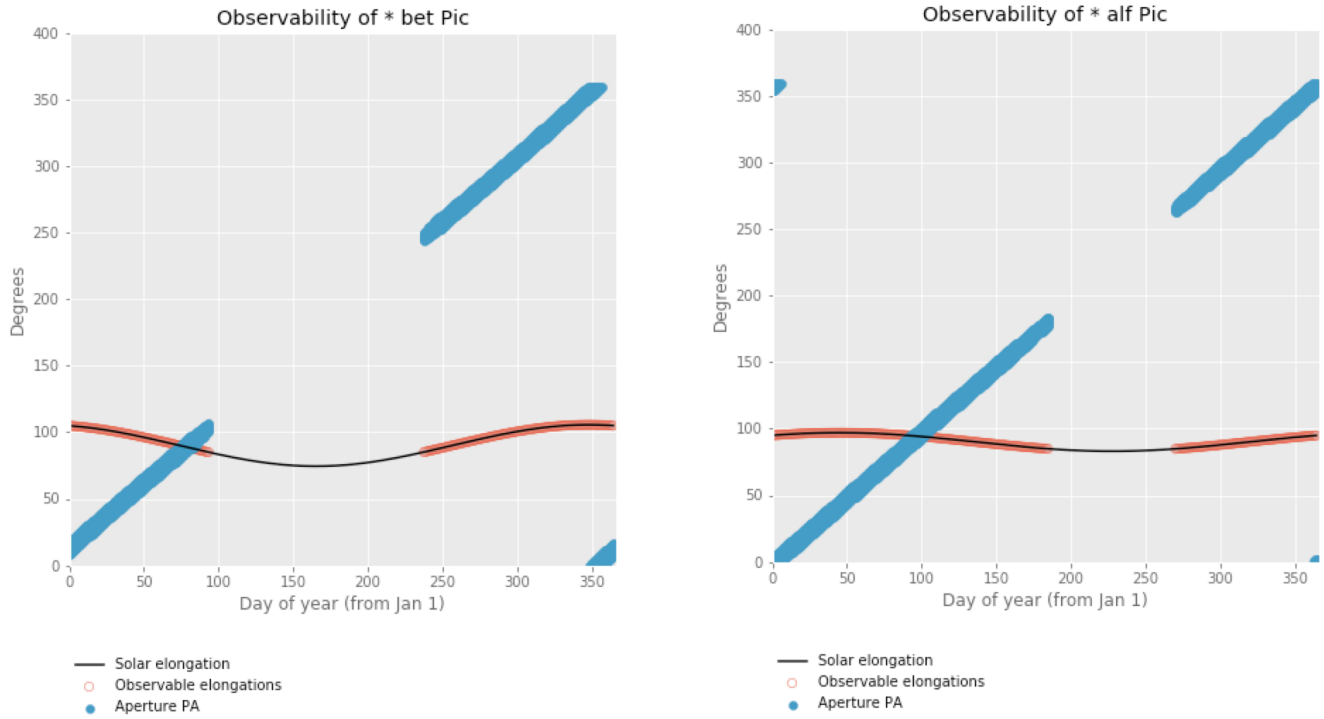 Observability of * bet Pic
400
350
300
250
200
150
100
50
0
Degrees
0 50 100 150 200 250 300 350
Day of year (from Jan 1)
Solar elongation
Observable elongations
Aperture PA
Observability of * alf Pic
400
350
300
250
200
150
100
50
0
Degrees
0 50 100 150 200 250 300 350
Day of year (from Jan 1)
Solar elongation
Observable elongations
Aperture PA